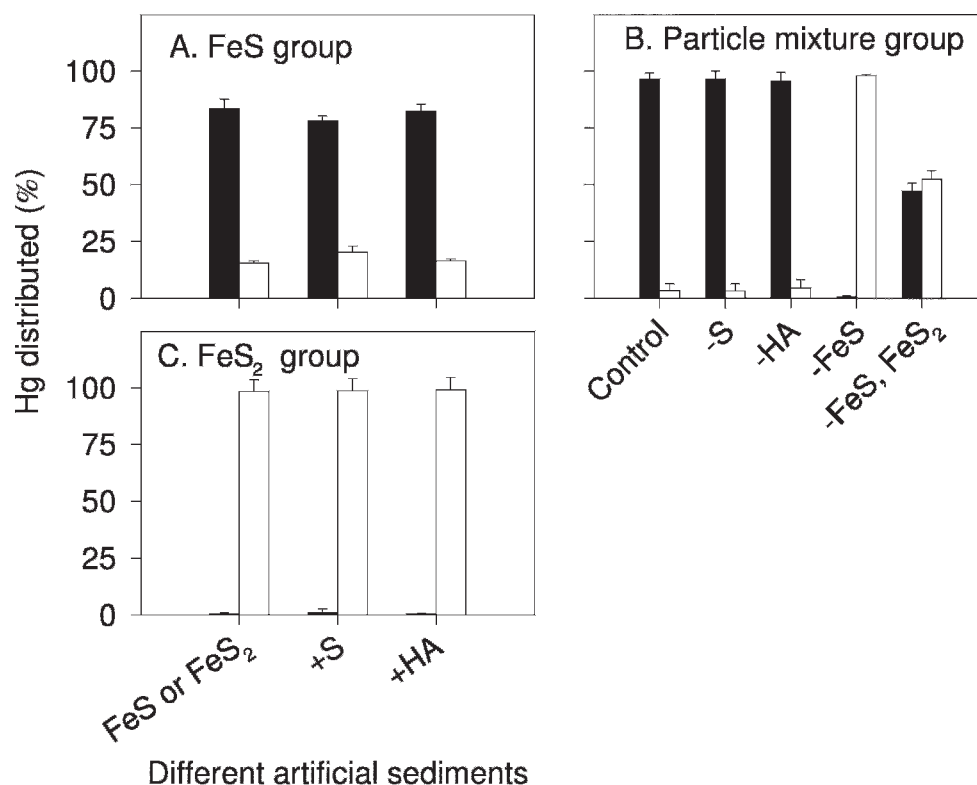 A. FeS group
100
75
50
25
0
B. Particle mixture group
Control
-S
-HA
-FeS
-FeS, FeS₂
C. FeS₂ group
100
75
50
25
0
FeS or FeS₂
+S
+HA
Hg distributed (%)
Different artificial sediments